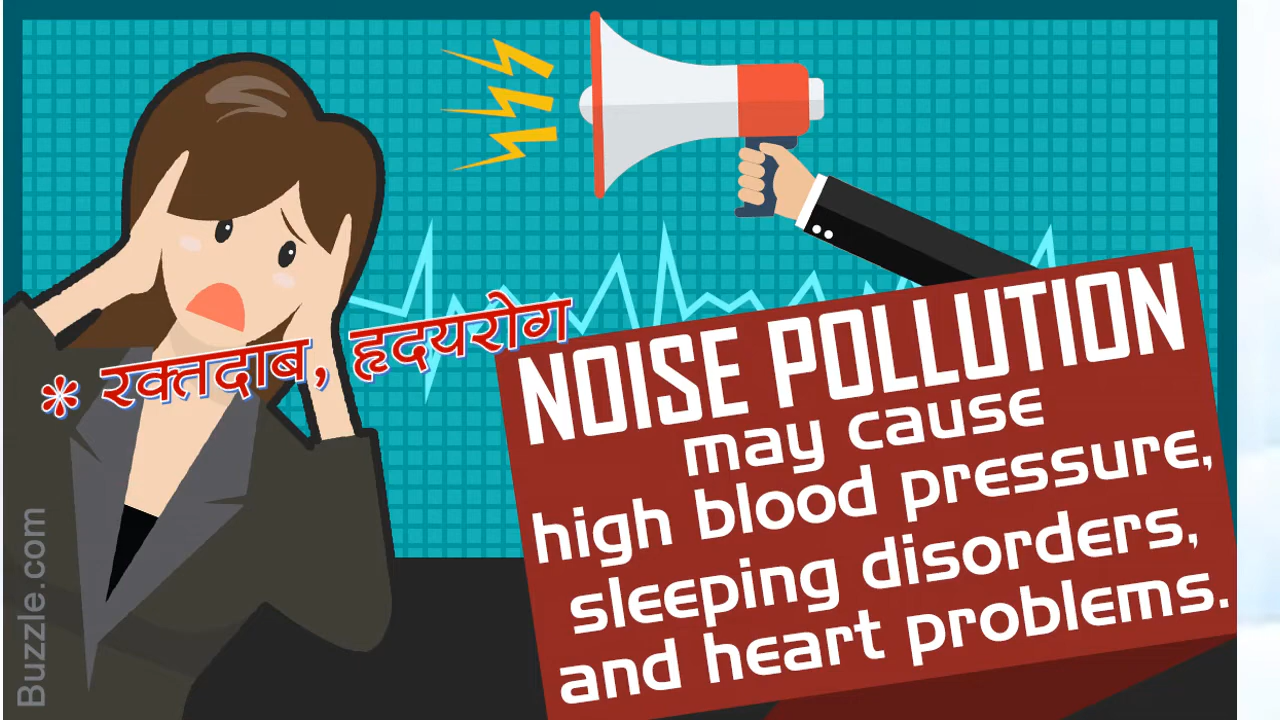 * रक्तदाब, हृदयरोग
NOISE POLLUTION
may cause
high blood pressure,
sleeping disorders,
and heart problems.
Buzzle.com